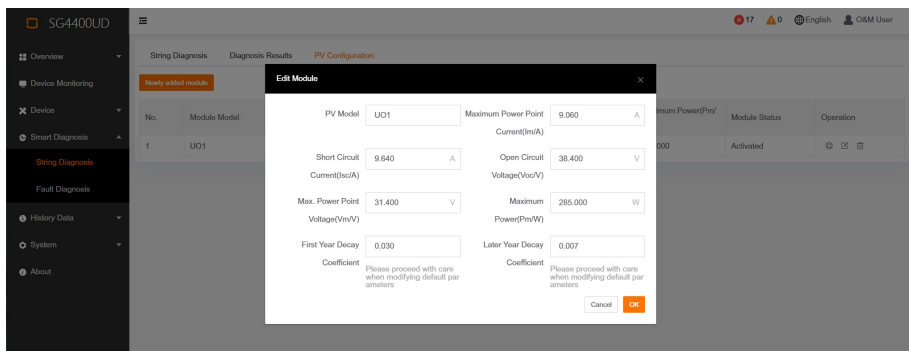 SG4400UD
17
0
English
O&M User
Overview
Device Monitoring
Device
Smart Diagnosis
String Diagnosis
Fault Diagnosis
History Data
System
About
String Diagnosis
Diagnosis Results
PV Configuration
Newly added module
No.
Module Model
imum Power(Pm/
Module Status
Operation
1
UO1
000
Activated
Edit Module
PV Model
UO1
Maximum Power Point
Current(Im/A)
9.060
A
Short Circuit
Current(Isc/A)
9.640
A
Open Circuit
Voltage(Voc/V)
38.400
V
Max. Power Point
Voltage(Vm/V)
31.400
V
Maximum
Power(Pm/W)
285.000
W
First Year Decay
Coefficient
0.030
Please proceed with care
when modifying default par
ameters
Later Year Decay
Coefficient
0.007
Please proceed with care
when modifying default par
ameters
Cancel
OK